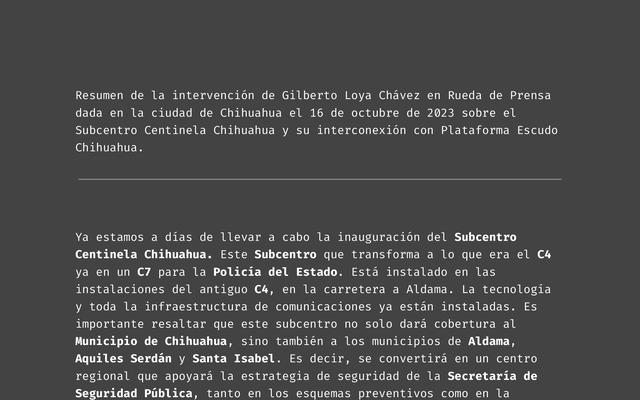 Resumen de la intervención de Gilberto Loya Chávez en Rueda de Prensa
dada en la ciudad de Chihuahua el 16 de octubre de 2023 sobre el
Subcentro Centinela Chihuahua y su interconexión con Plataforma Escudo
Chihuahua.
Ya estamos a días de llevar a cabo la inauguración del Subcentro
Centinela Chihuahua. Este Subcentro que transforma a lo que era el C4
ya en un C7 para la Policía del Estado. Está instalado en las
instalaciones del antiguo C4, en la carretera a Aldama. La tecnología
y toda la infraestructura de comunicaciones ya están instaladas. Es
importante resaltar que este subcentro no solo dará cobertura al
Municipio de Chihuahua, sino también a los municipios de Aldama,
Aquiles Serdán y Santa Isabel. Es decir, se convertirá en un centro
regional que apoyará la estrategia de seguridad de la Secretaría de
Seguridad Pública, tanto en los esquemas preventivos como en la